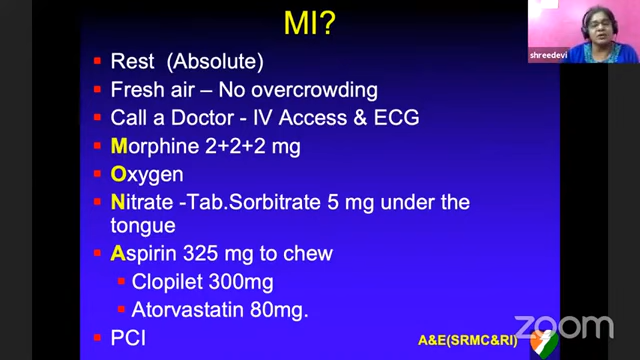 MI?
shreedevi
Rest (Absolute)
Fresh air – No overcrowding
Call a Doctor - IV Access & ECG
Morphine 2+2+2 mg
Oxygen
Nitrate -Tab.Sorbitrate 5 mg under the
tongue
Aspirin 325 mg to chew
Clopilet 300mg
Atorvastatin 80mg.
PCI
A&E(SRMC&RI)
zoom